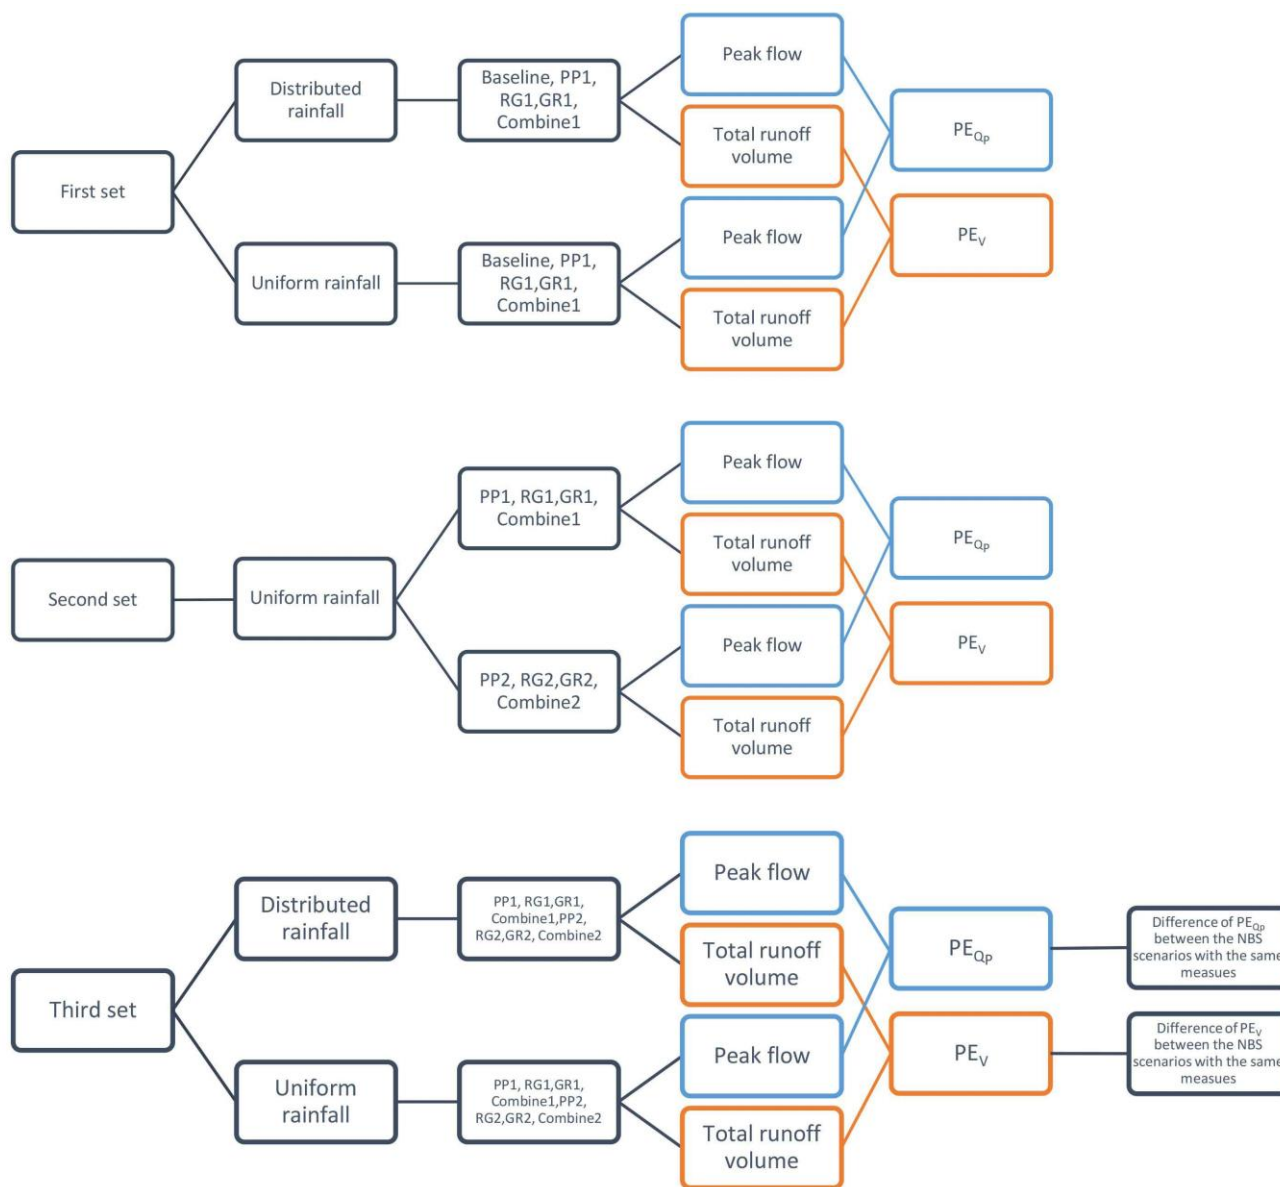 First set
Distributed
rainfall
Uniform rainfall
Baseline, PP1,
RG1,GR1,
Combine1
Baseline, PP1,
RG1,GR1,
Combine1
Peak flow
Total runoff
volume
Peak flow
Total runoff
volume
PEQP
PEV
Second set
Uniform rainfall
PP1, RG1,GR1,
Combine1
PP2, RG2,GR2,
Combine2
Peak flow
Total runoff
volume
Peak flow
Total runoff
volume
PEQP
PEV
Third set
Distributed
rainfall
Uniform
rainfall
PP1, RG1,GR1,
Combine1,PP2,
RG2,GR2, Combine2
PP1, RG1,GR1,
Combine1,PP2,
RG2,GR2, Combine2
Peak flow
Total runoff
volume
Peak flow
Total runoff
volume
PEQP
PEV
Difference of PEQp
between the NBS
scenarios with the same
measues
Difference of PEV
between the NBS
scenarios with the same
measues